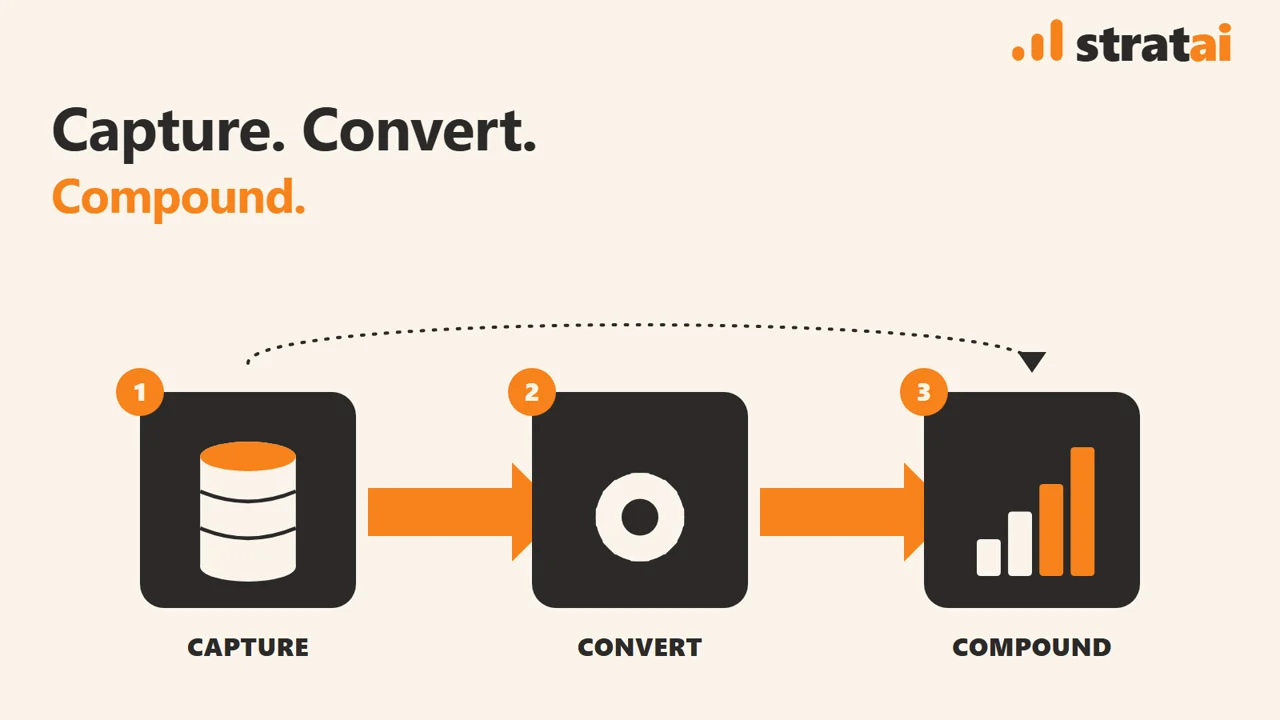 stratai
Capture. Convert.
Compound.
1
2
3
CAPTURE
CONVERT
COMPOUND